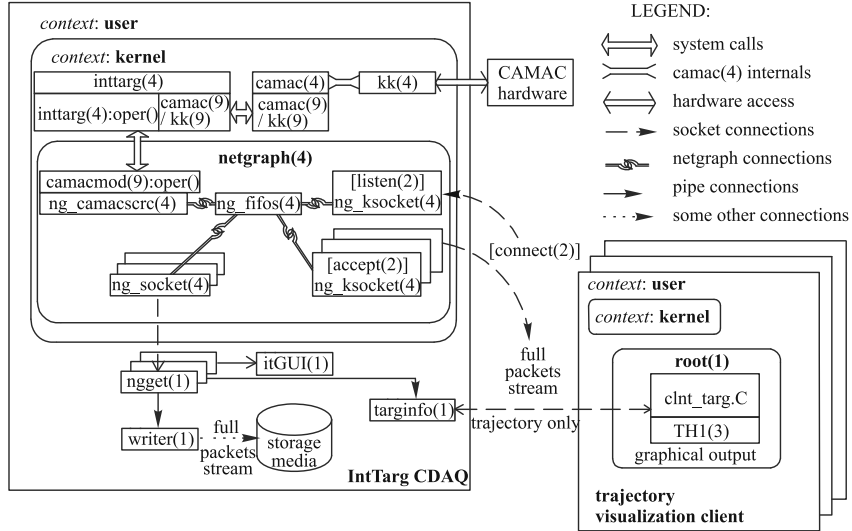 context: user
context: kernel
inttarg(4)
inttarg(4):oper()
camac(9)
/ kk(9)
camac(4)
camac(9)
/ kk(9)
kk(4)
CAMAC
hardware
netgraph(4)
camacmod(9):oper()
ng_camacscrc(4)
ng_fifos(4)
[listen(2)]
ng_ksocket(4)
[accept(2)]
ng_ksocket(4)
ng_socket(4)
[connect(2)]
full
packets
stream
ngget(1)
itGUI(1)
targinfo(1)
trajectory only
writer(1)
full
packets
stream
storage
media
IntTarg CDAQ
LEGEND:
system calls
camac(4) internals
hardware access
socket connections
netgraph connections
pipe connections
some other connections
context: user
context: kernel
root(1)
clnt_targ.C
TH1(3)
graphical output
trajectory
visualization client